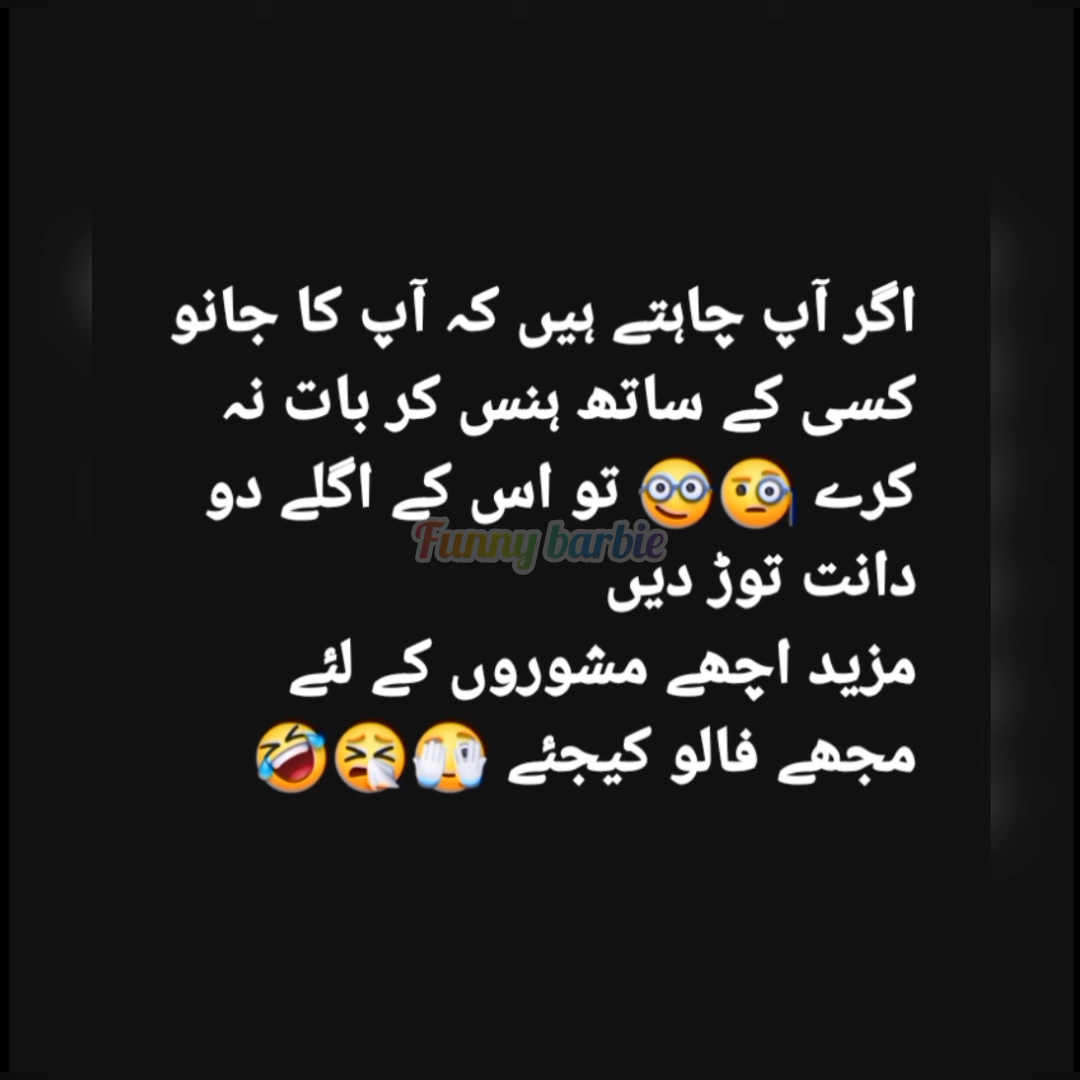 اگر آپ چاہتے ہیں کہ آپ کا جانو
کسی کے ساتھ ہنس کر بات نہ
کرے 🧐🤓 تو اس کے اگلے دو
Funny barbie
دانت توڑ دیں
مزید اچھے مشوروں کے لئے
مجھے فالو کیجئے 🫣🤧🤣